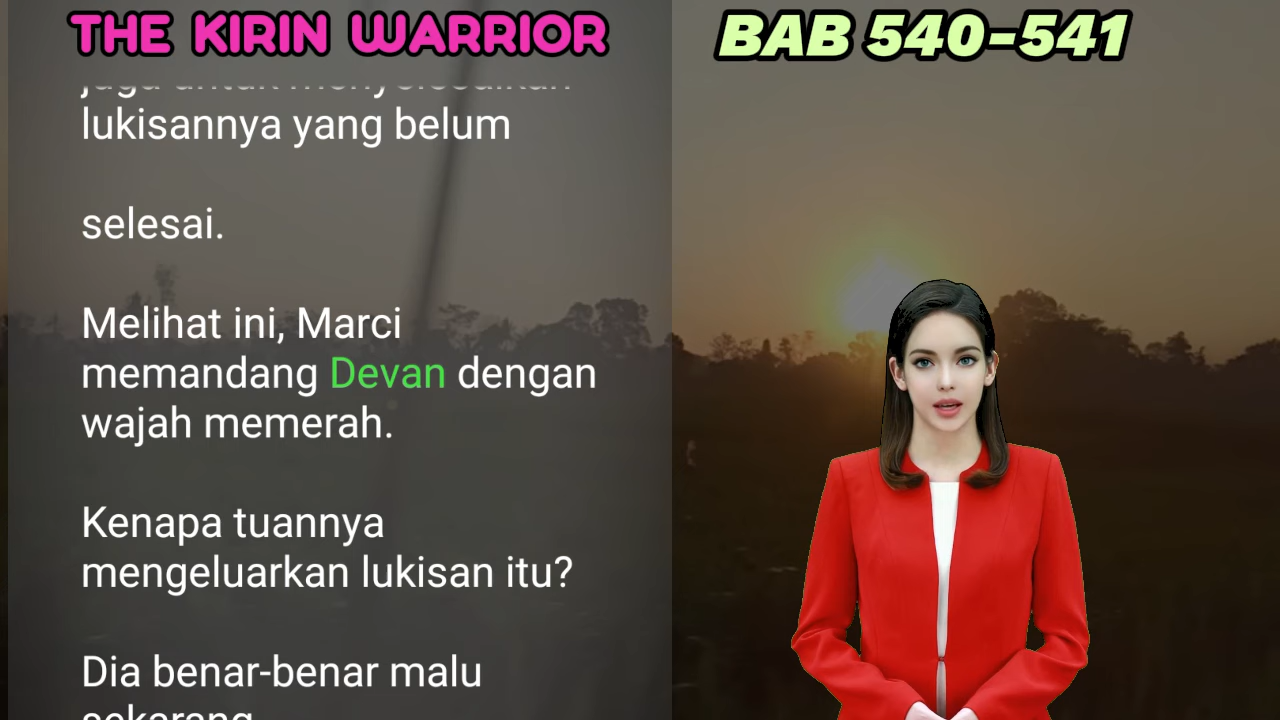 THE KIRIN WARRIOR
BAB 540-541
lukisannya yang belum
selesai.
Melihat ini, Marci
memandang Devan dengan
wajah memerah.
Kenapa tuannya
mengeluarkan lukisan itu?
Dia benar-benar malu